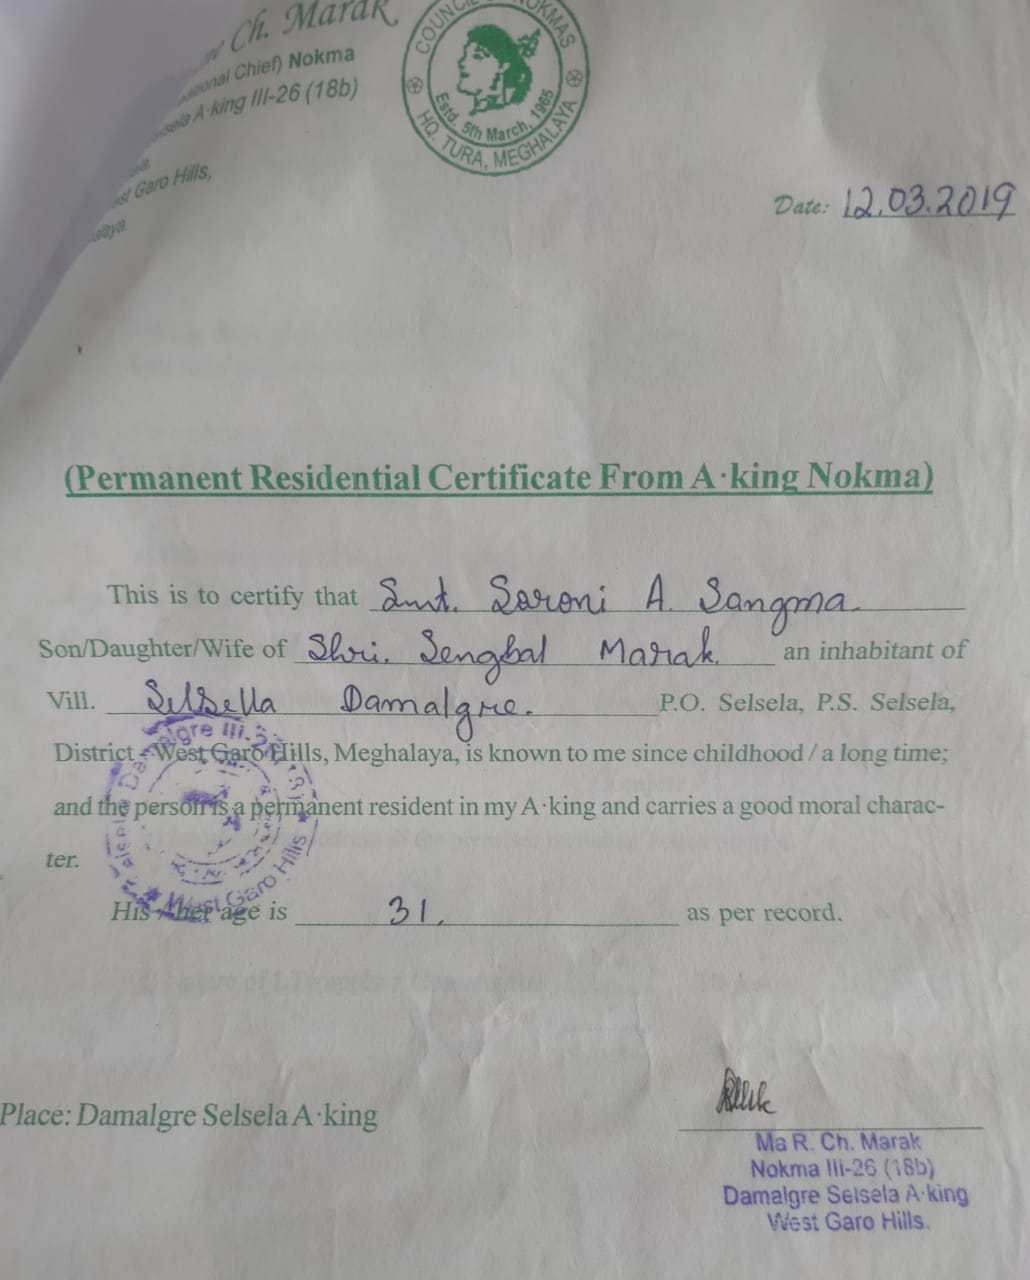 Ch. Marak
Chief) Nokma
A·king III-26 (18b)
Garo Hills,
COUNCIL NOKMAS
Estd. 5th March, 1965
HQ. TURA, MEGHALAYA
Date: 12.03.2019
(Permanent Residential Certificate From A·king Nokma)
This is to certify that Smt. Saroni A. Sangma
Son/Daughter/Wife of Shri. Sengbal Marak. an inhabitant of
Vill. Selsella Damalgre. P.O. Selsela, P.S. Selsela,
District - West Garo Hills, Meghalaya, is known to me since childhood / a long time;
and the person is a permanent resident in my A·king and carries a good moral charac-
ter.
West Garo Hills
His / her age is 31. as per record.
Place: Damalgre Selsela A·king
Ma R. Ch. Marak
Nokma III-26 (18b)
Damalgre Selsela A·king
West Garo Hills.